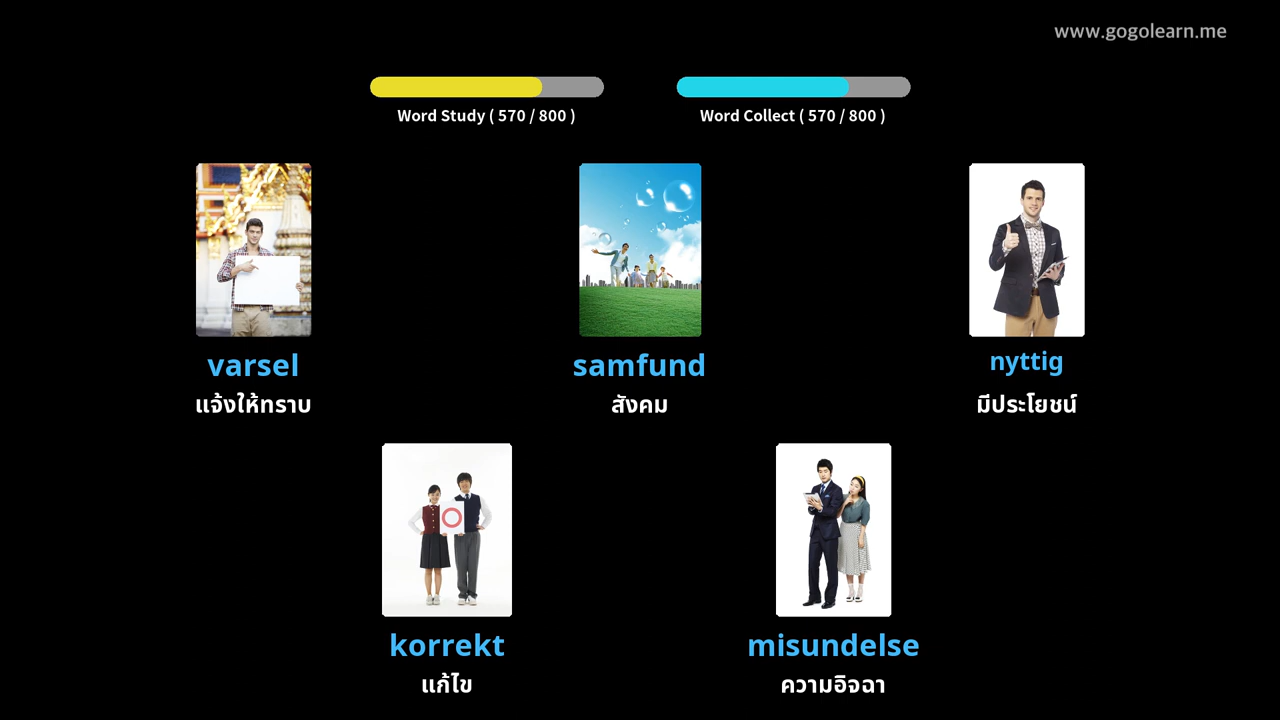 www.gogolearn.me
Word Study ( 570 / 800 )
Word Collect ( 570 / 800 )
varsel
samfund
nyttig
แจ้งให้ทราบ
สังคม
มีประโยชน์
korrekt
misundelse
แก้ไข
ความอิจฉา